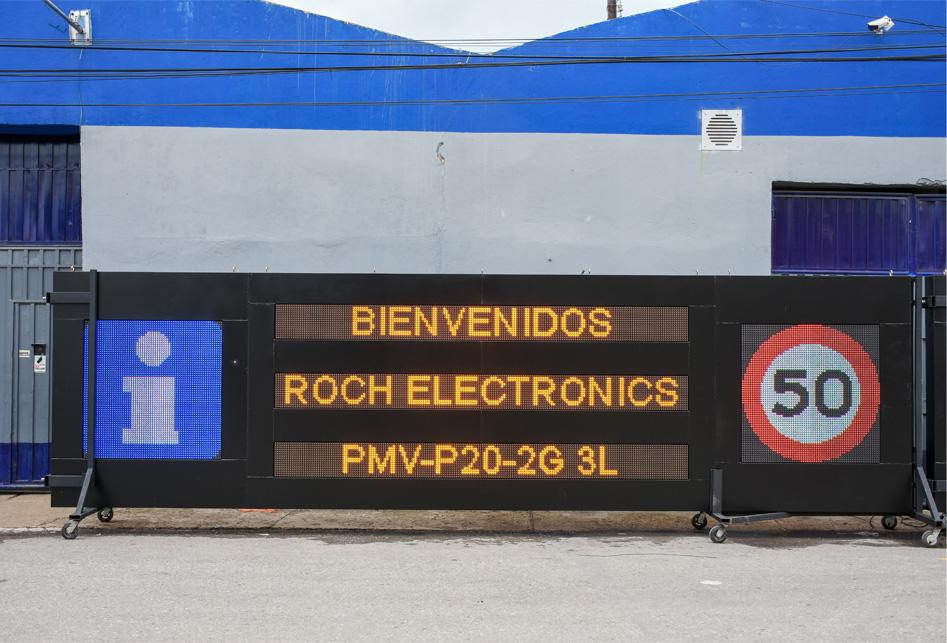 i
BIENVENIDOS
ROCH ELECTRONICS
PMV-P20-2G 3L
50